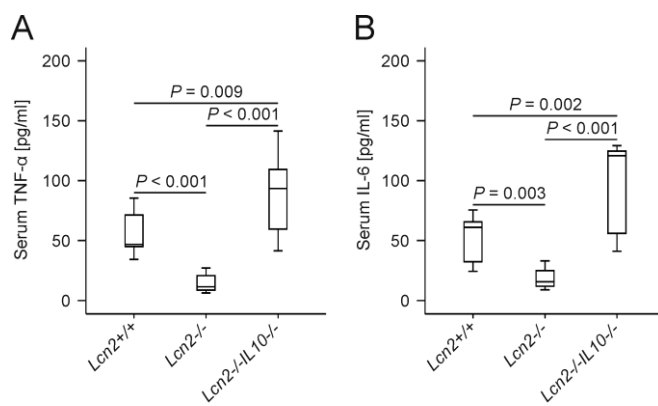 A
Serum TNF-α [pg/ml]
200
150
100
50
0
P = 0.009
P < 0.001
P < 0.001
Lcn2+/+
Lcn2-/-
Lcn2-/-IL10-/-
B
Serum IL-6 [pg/ml]
200
150
100
50
0
P = 0.002
P < 0.001
P = 0.003
Lcn2+/+
Lcn2-/-
Lcn2-/-IL10-/-